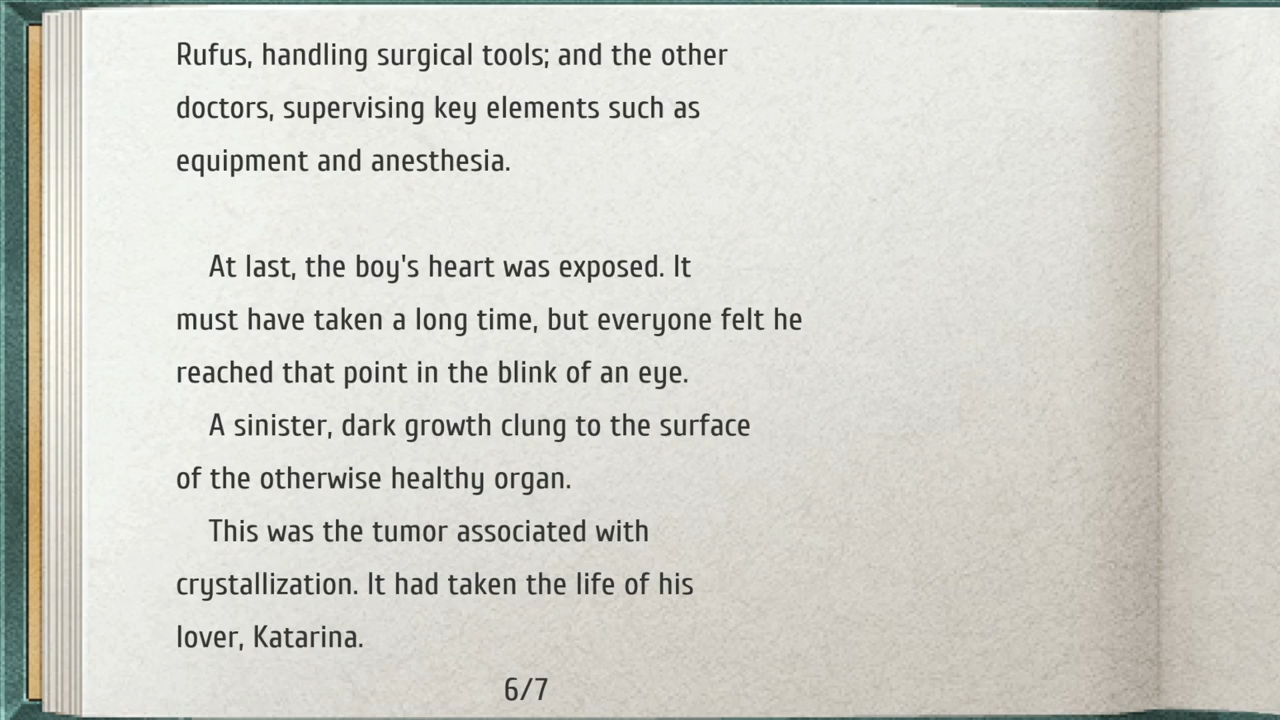 Rufus, handling surgical tools; and the other
doctors, supervising key elements such as
equipment and anesthesia.
At last, the boy's heart was exposed. It
must have taken a long time, but everyone felt he
reached that point in the blink of an eye.
A sinister, dark growth clung to the surface
of the otherwise healthy organ.
This was the tumor associated with
crystallization. It had taken the life of his
lover, Katarina.
6/7